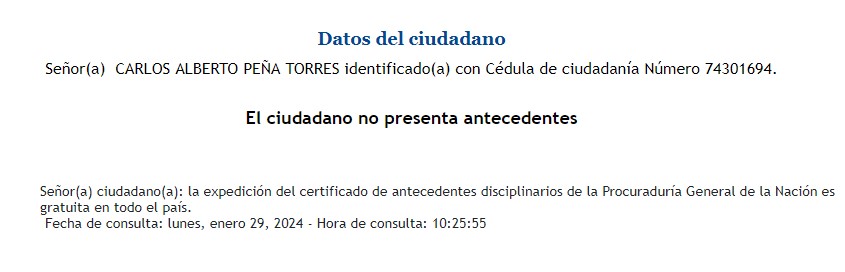 Datos del ciudadano
Señor(a) CARLOS ALBERTO PEÑA TORRES identificado(a) con Cédula de ciudadanía Número 74301694.
El ciudadano no presenta antecedentes
Señor(a) ciudadano(a): la expedición del certificado de antecedentes disciplinarios de la Procuraduría General de la Nación es
gratuita en todo el país.
Fecha de consulta: lunes, enero 29, 2024 - Hora de consulta: 10:25:55